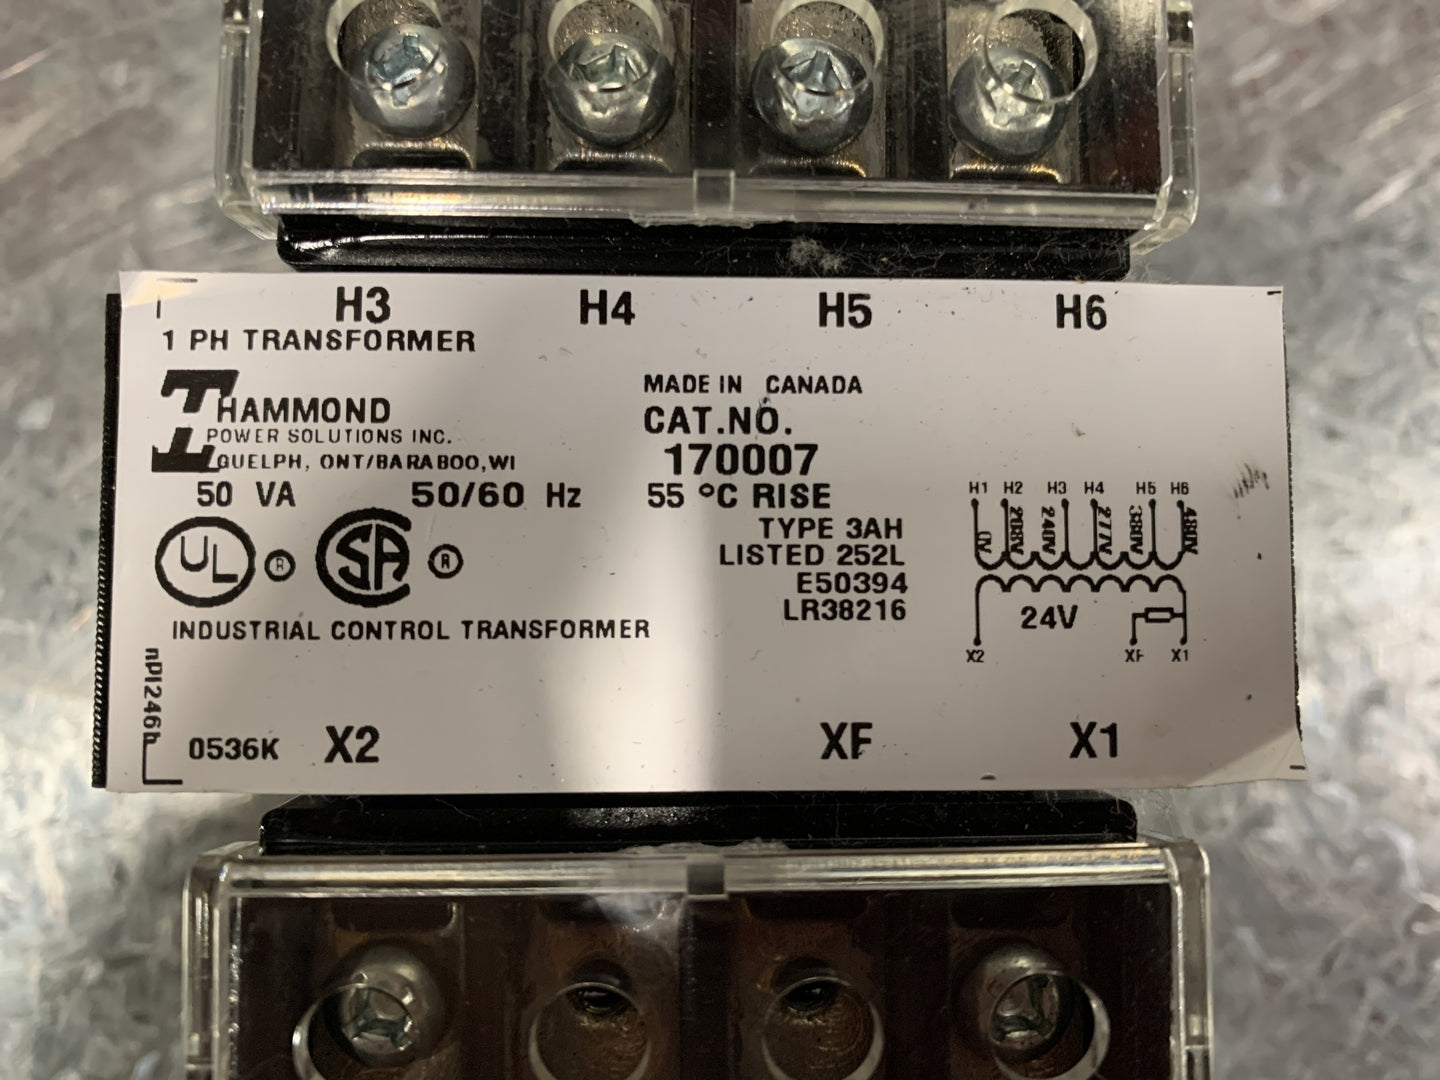 H3 H4 H5 H6
1 PH TRANSFORMER
HAMMOND
POWER SOLUTIONS INC.
GUELPH, ONT/BARABOO,WI
50 VA 50/60 Hz
UL ® SA ®
INDUSTRIAL CONTROL TRANSFORMER
MADE IN CANADA
CAT.NO.
170007
55 °C RISE
TYPE 3AH
LISTED 252L
E50394
LR38216
H1 H2 H3 H4 H5 H6
0V 208V 240V 277V 380V 480V
24V
X2 XF X1
0536K X2 XF X1